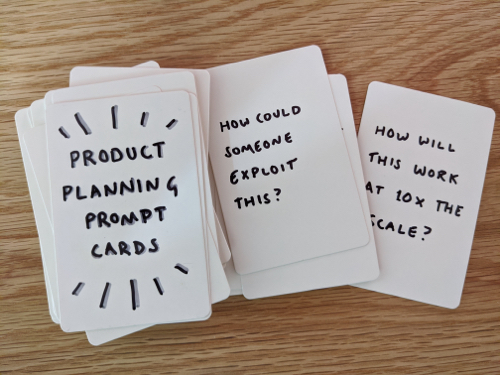 PRODUCT
PLANNING
PROMPT
CARDS
HOW COULD
SOMEONE
EXPLOIT
THIS?
HOW WILL
THIS WORK
AT 10X THE
SCALE?